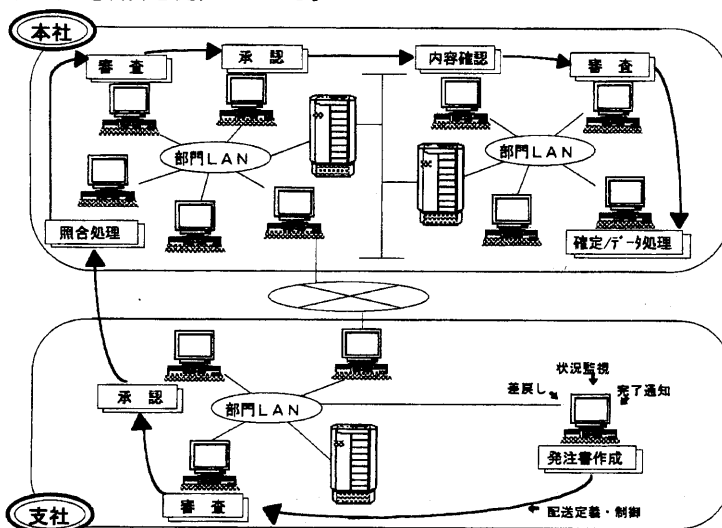 本社
審査
承認
内容確認
審査
部門LAN
部門LAN
照合処理
確定/ﾃﾞｰﾀ処理
状況監視
差戻し
完了通知
承認
部門LAN
発注書作成
審査
配送定義・制御
支社